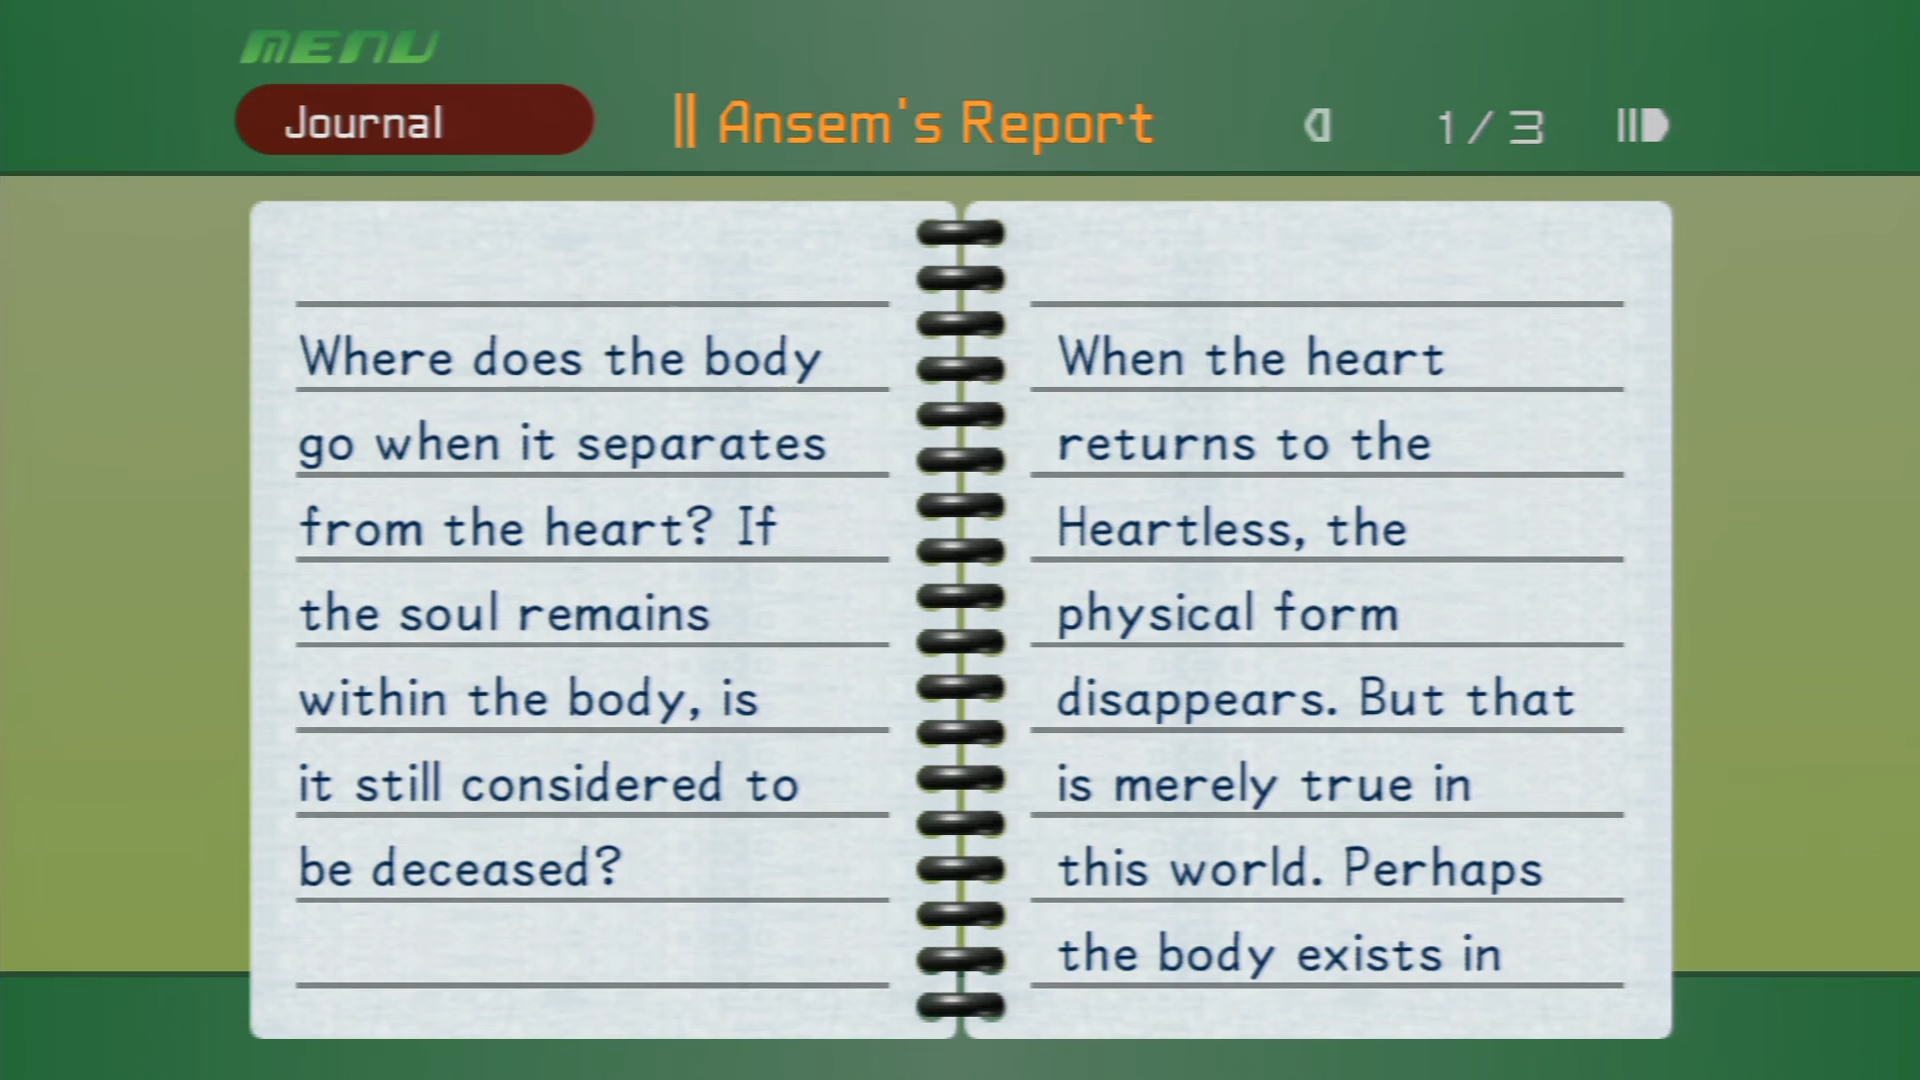 MENU
Journal
Ansem's Report
1/3
Where does the body
go when it separates
from the heart? If
the soul remains
within the body, is
it still considered to
be deceased?
When the heart
returns to the
Heartless, the
physical form
disappears. But that
is merely true in
this world. Perhaps
the body exists in